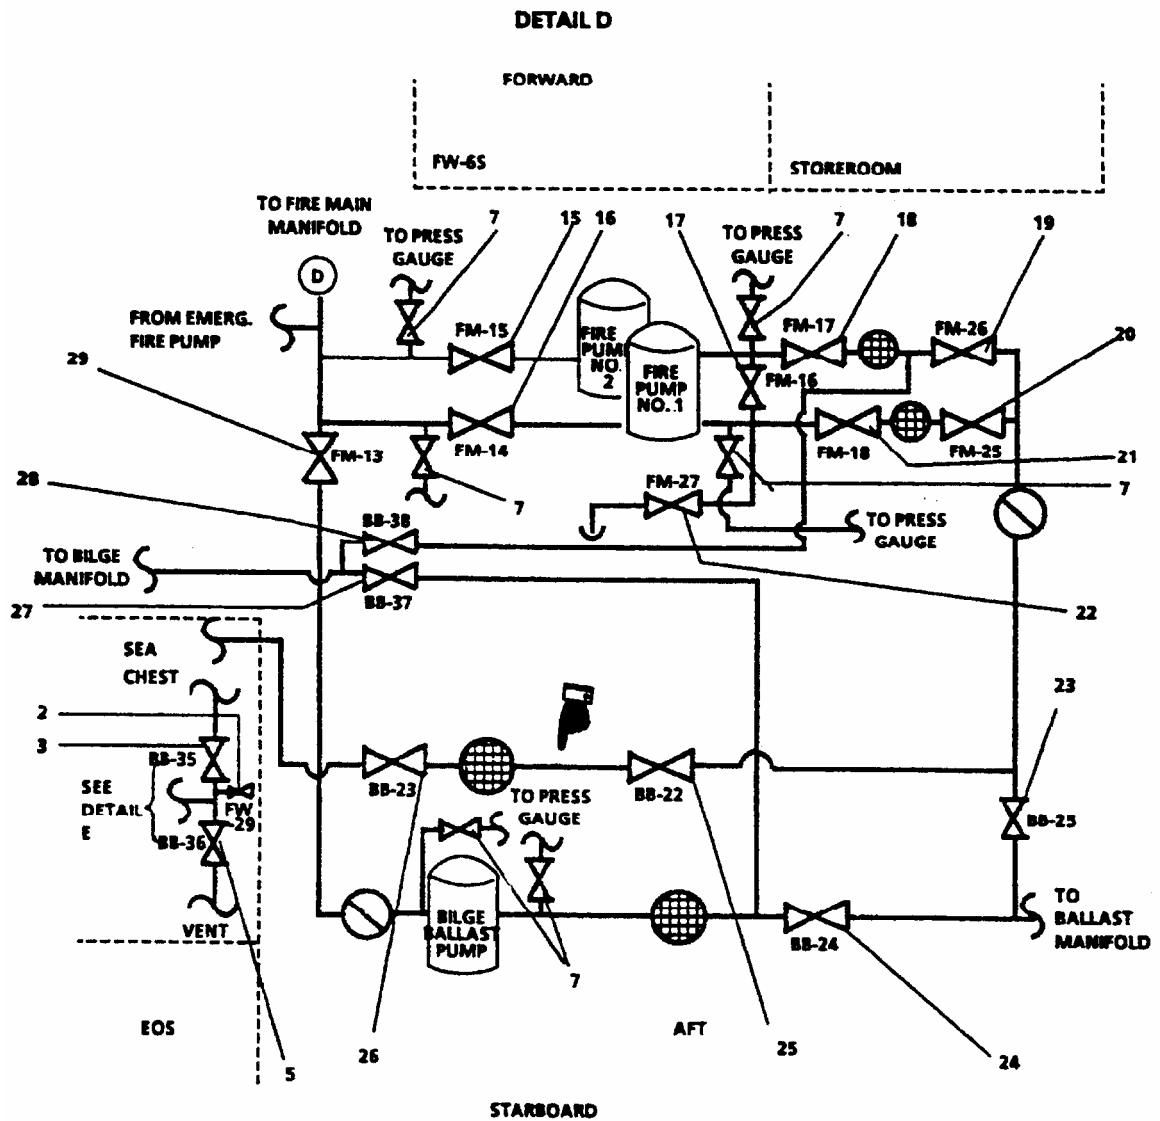 DETAIL D
FORWARD
FW-6S
STOREROOM
TO FIRE MAIN
MANIFOLD
D
TO PRESS
GAUGE
7
15
16
17
TO PRESS
GAUGE
7
18
19
FROM EMERG.
FIRE PUMP
29
FM-15
FIRE
PUMP
NO.
2
FIRE
PUMP
NO. 1
FM-17
FM-26
20
FM-16
FM-13
FM-14
FM-18
FM-25
21
28
7
FM-27
7
BB-38
TO PRESS
GAUGE
TO BILGE
MANIFOLD
BB-37
27
22
SEA
CHEST
2
3
BB-35
SEE
DETAIL
E
FW
-29
BB-36
VENT
23
BB-23
TO PRESS
GAUGE
BB-22
BB-25
BILGE
BALLAST
PUMP
7
BB-24
TO
BALLAST
MANIFOLD
EOS
5
26
AFT
25
24
STARBOARD